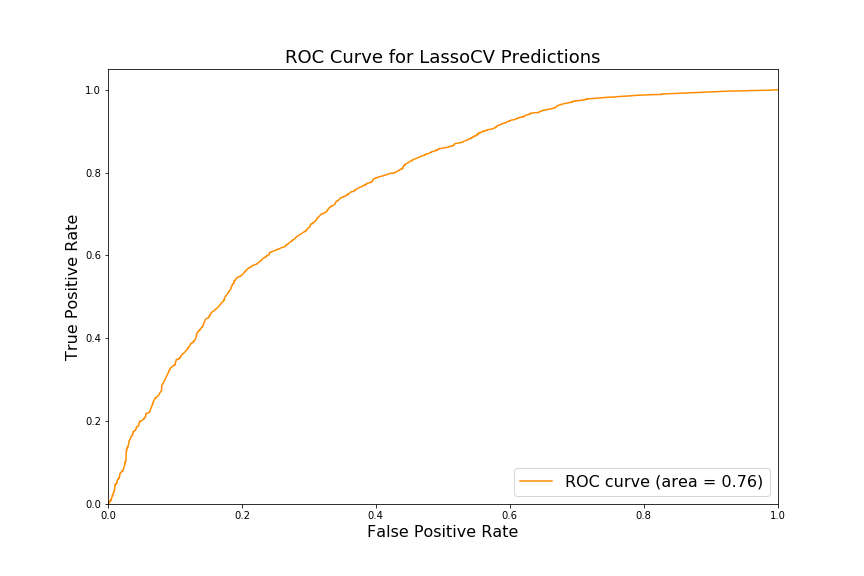 ROC Curve for LassoCV Predictions
True Positive Rate
1.0
0.8
0.6
0.4
0.2
0.0
0.0 0.2 0.4 0.6 0.8 1.0
False Positive Rate
ROC curve (area = 0.76)